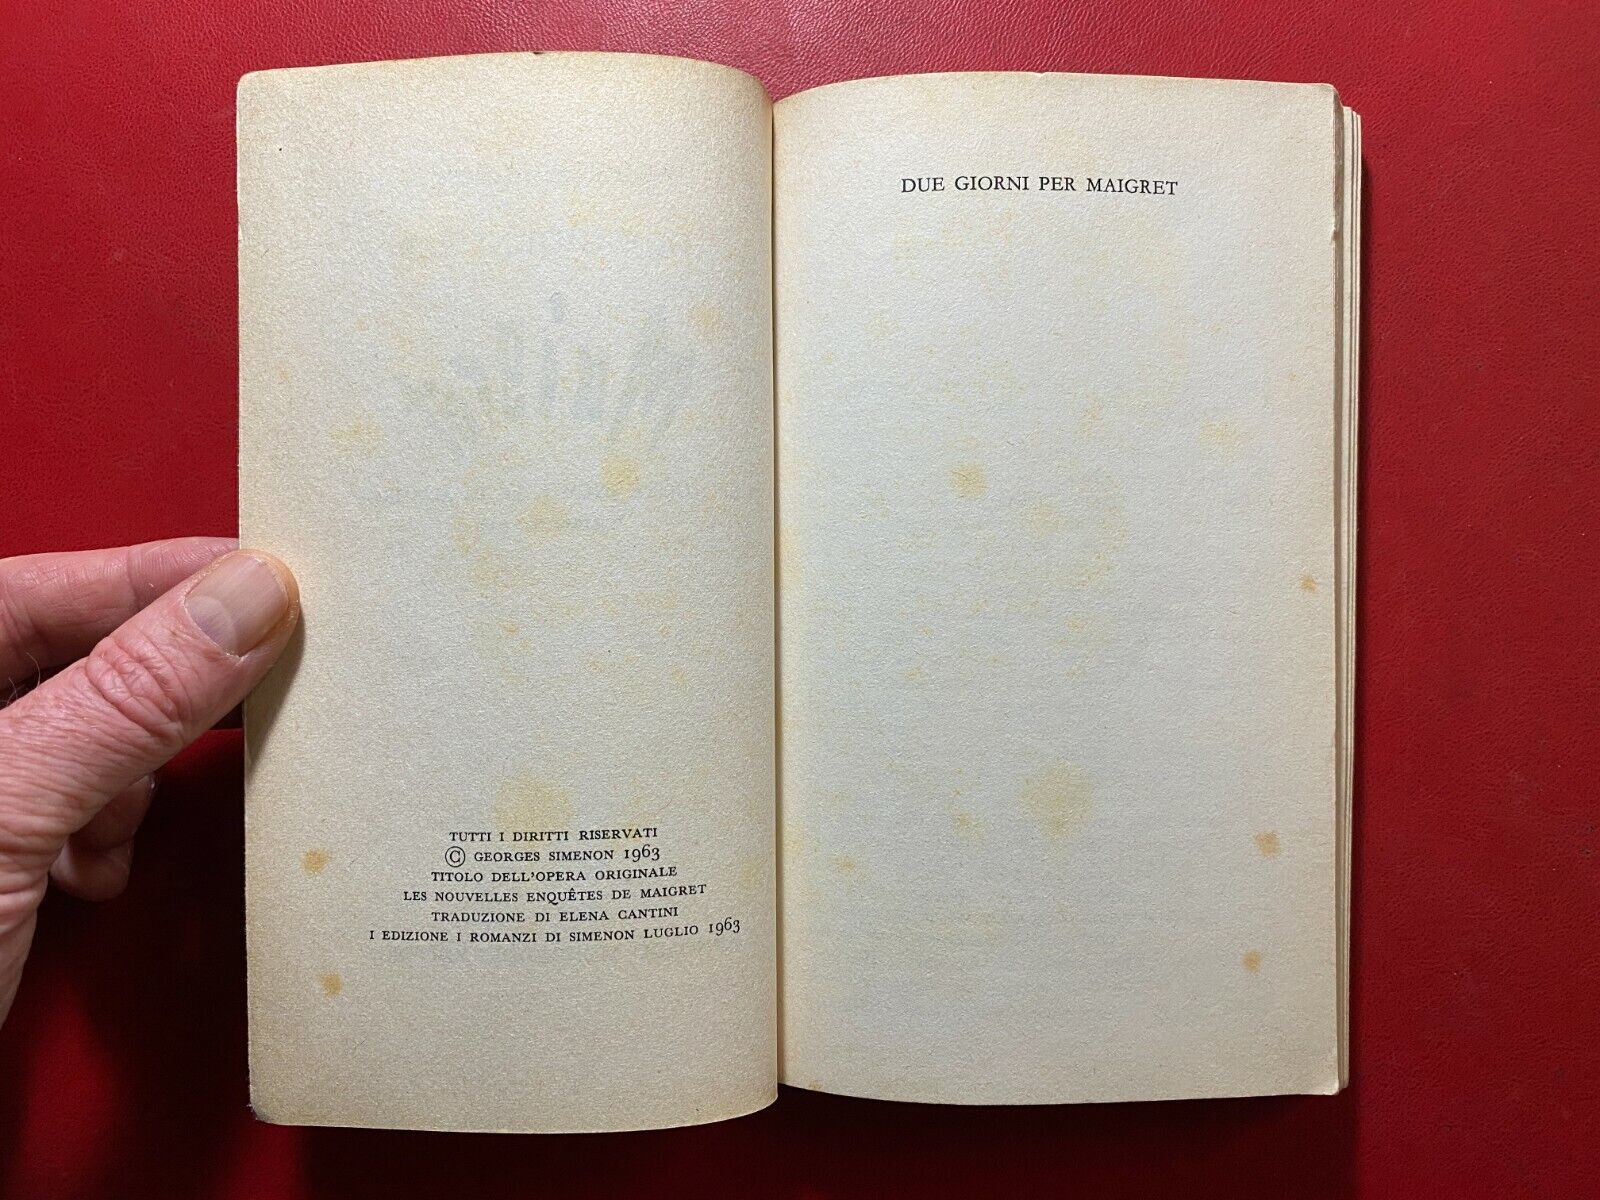 TUTTI I DIRITTI RISERVATI
© GEORGES SIMENON 1963
TITOLO DELL'OPERA ORIGINALE
LES NOUVELLES ENQUÊTES DE MAIGRET
TRADUZIONE DI ELENA CANTINI
I EDIZIONE I ROMANZI DI SIMENON LUGLIO 1963
DUE GIORNI PER MAIGRET